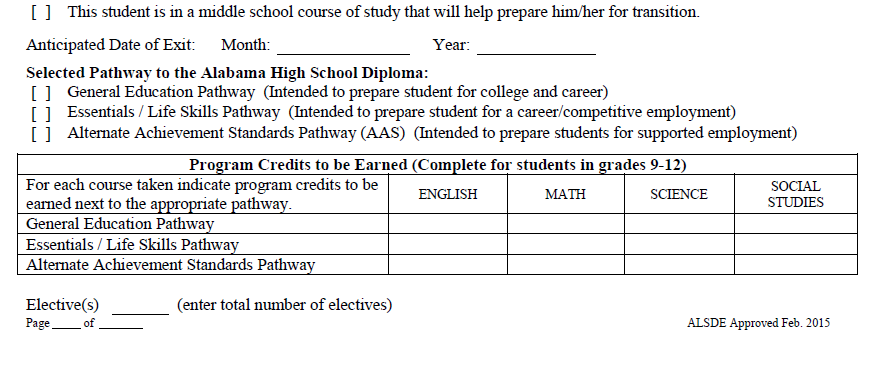 [ ] This student is in a middle school course of study that will help prepare him/her for transition.
Anticipated Date of Exit: Month: ________ Year: ________
Selected Pathway to the Alabama High School Diploma:
[ ] General Education Pathway (Intended to prepare student for college and career)
[ ] Essentials / Life Skills Pathway (Intended to prepare student for a career/competitive employment)
[ ] Alternate Achievement Standards Pathway (AAS) (Intended to prepare students for supported employment)
Program Credits to be Earned (Complete for students in grades 9-12)
For each course taken indicate program credits to be
earned next to the appropriate pathway.
ENGLISH
MATH
SCIENCE
SOCIAL
STUDIES
General Education Pathway
Essentials / Life Skills Pathway
Alternate Achievement Standards Pathway
Elective(s) ______ (enter total number of electives)
Page ____ of ______ ALSDE Approved Feb. 2015